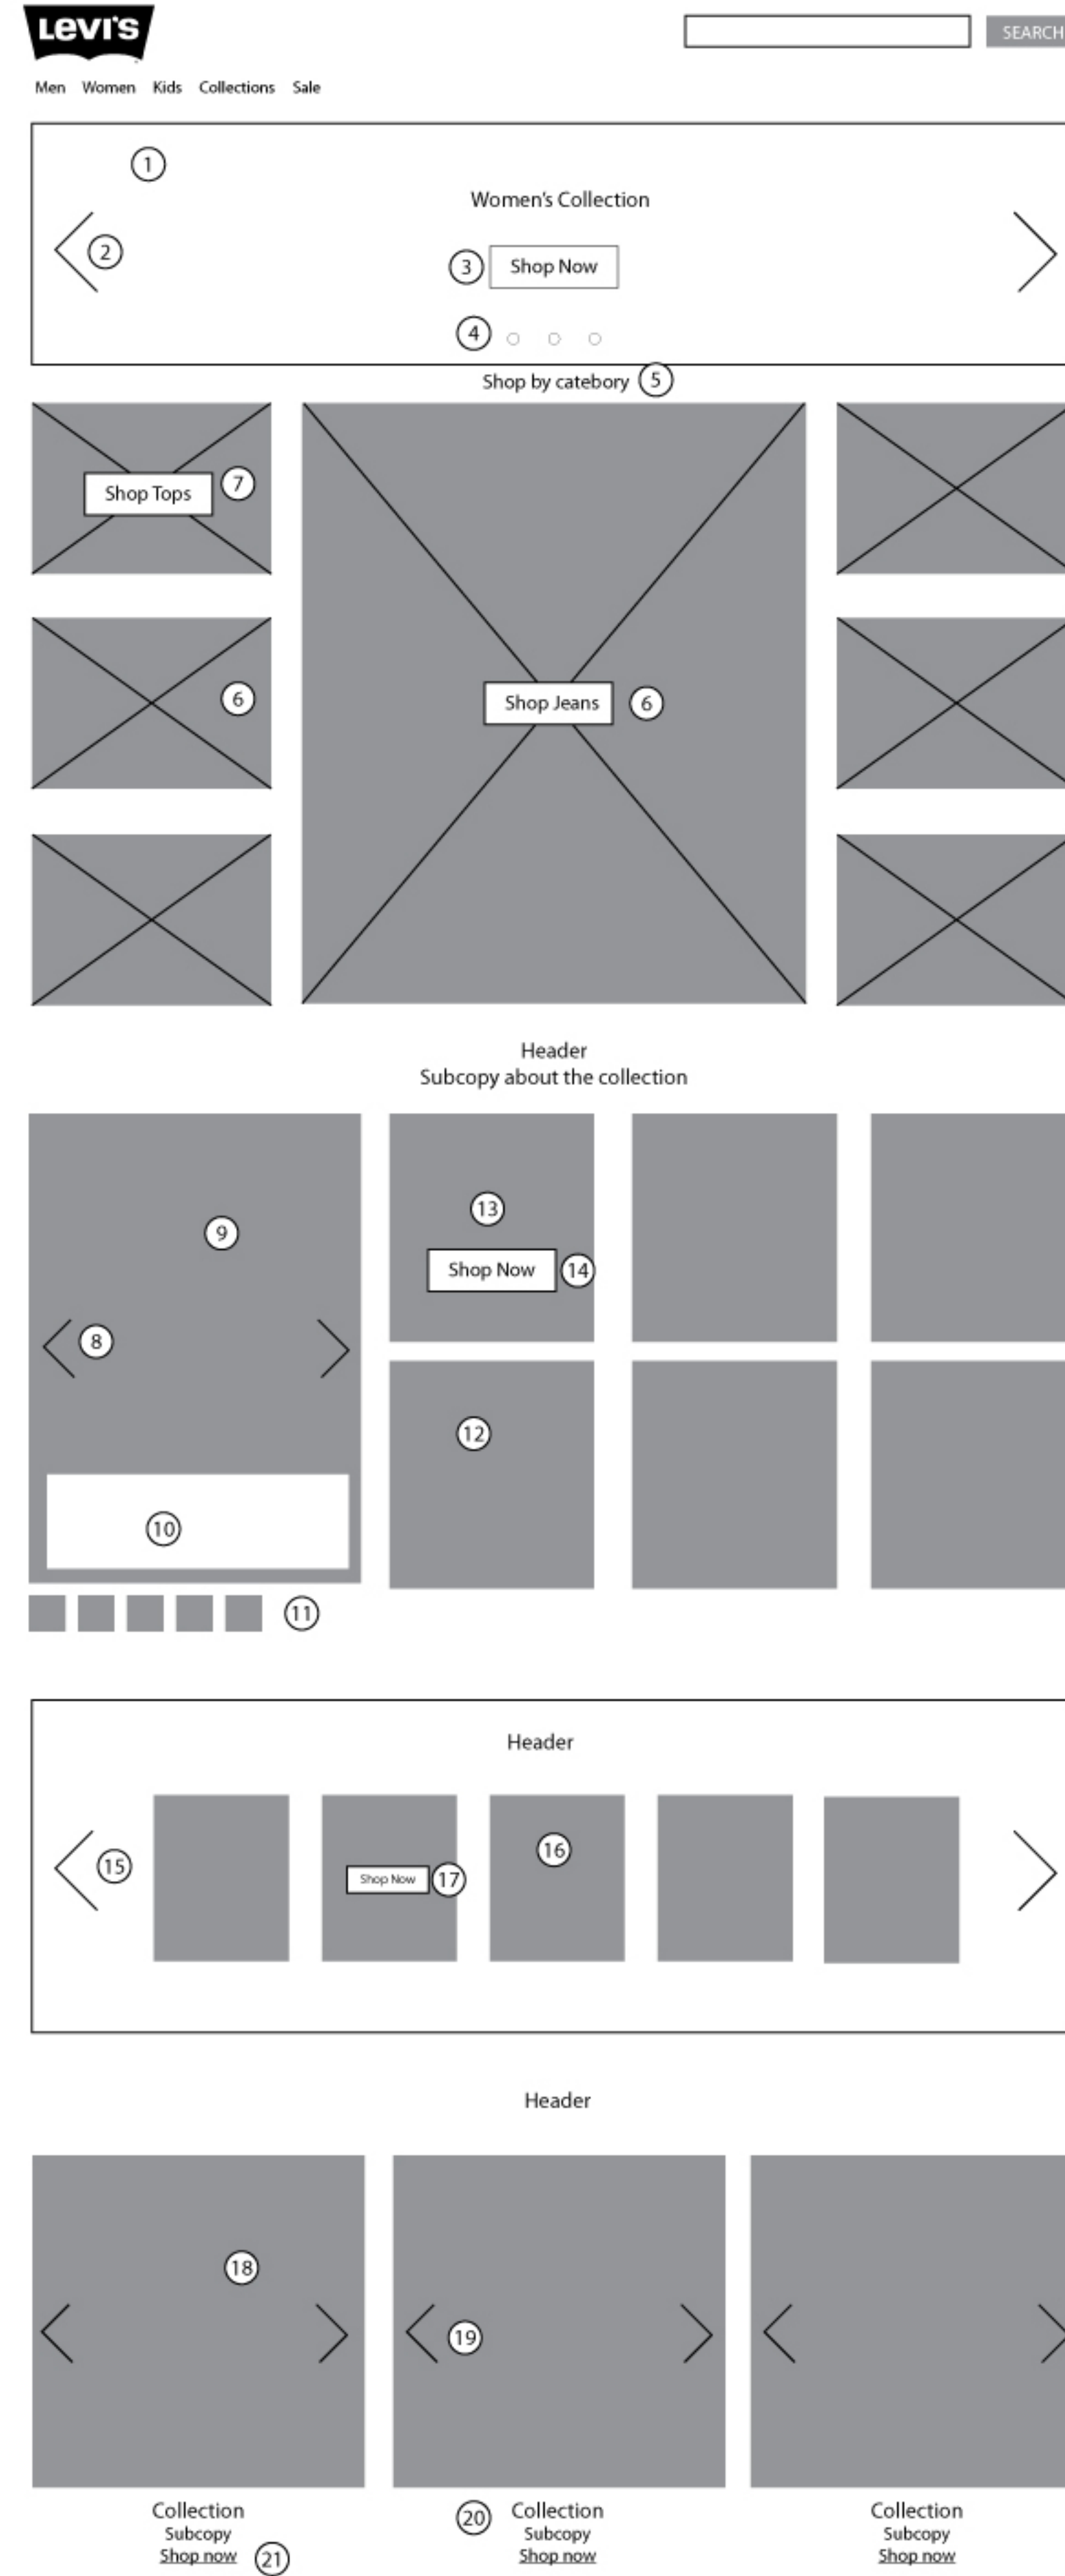 Levi's
SEARCH
Men Women Kids Collections Sale
1
Women's Collection
2
3 Shop Now
4
Shop by catebory 5
Shop Tops 7
6
Shop Jeans 6
Header
Subcopy about the collection
9
13
Shop Now 14
8
12
10
11
Header
15
16
Shop Now 17
Header
18
19
Collection
Subcopy
Shop now 21
20 Collection
Subcopy
Shop now
Collection
Subcopy
Shop now